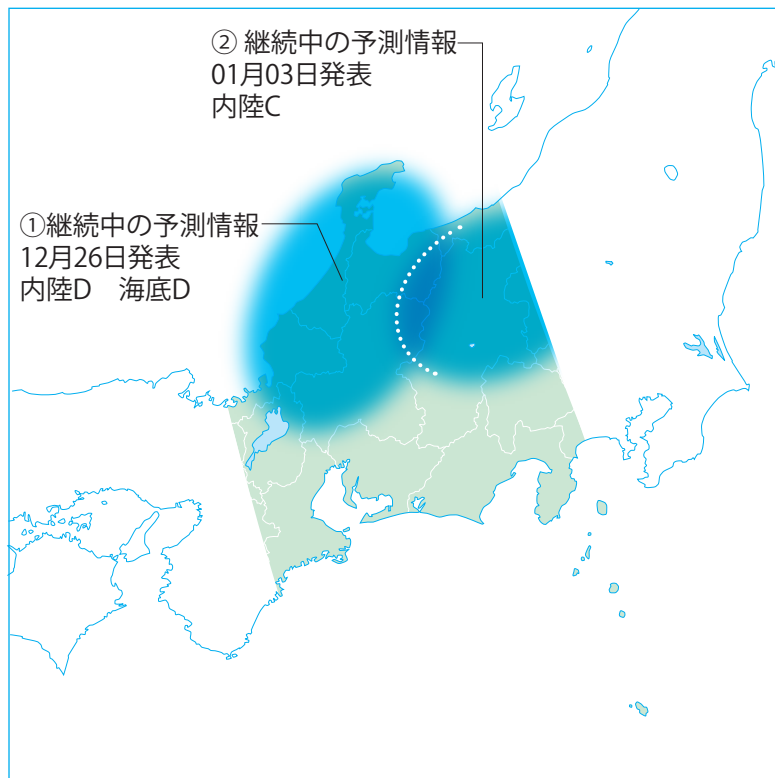 ② 継続中の予測情報
01月03日発表
内陸C
①継続中の予測情報
12月26日発表
内陸D　海底D